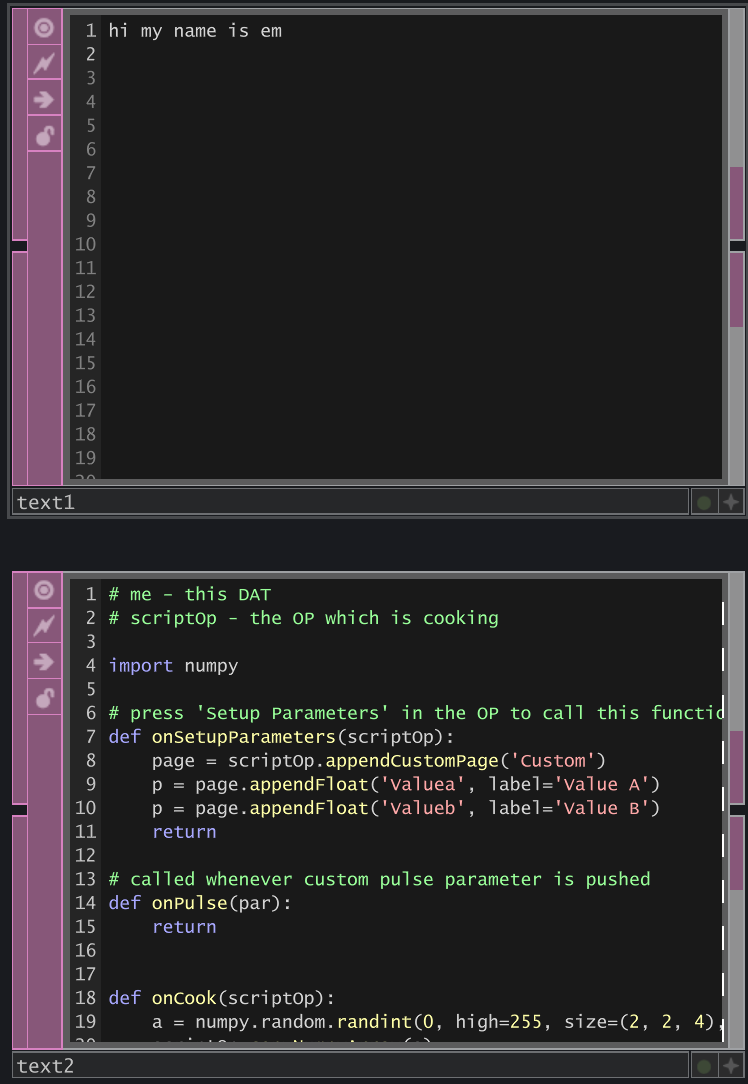 1 hi my name is em
2
3
4
5
6
7
8
9
10
11
12
13
14
15
16
17
18
19
text1
1 # me - this DAT
2 # scriptOp - the OP which is cooking
3
4 import numpy
5
6 # press 'Setup Parameters' in the OP to call this functio
7 def onSetupParameters(scriptOp):
8 page = scriptOp.appendCustomPage('Custom')
9 p = page.appendFloat('Valuea', label='Value A')
10 p = page.appendFloat('Valueb', label='Value B')
11 return
12
13 # called whenever custom pulse parameter is pushed
14 def onPulse(par):
15 return
16
17
18 def onCook(scriptOp):
19 a = numpy.random.randint(0, high=255, size=(2, 2, 4),
text2